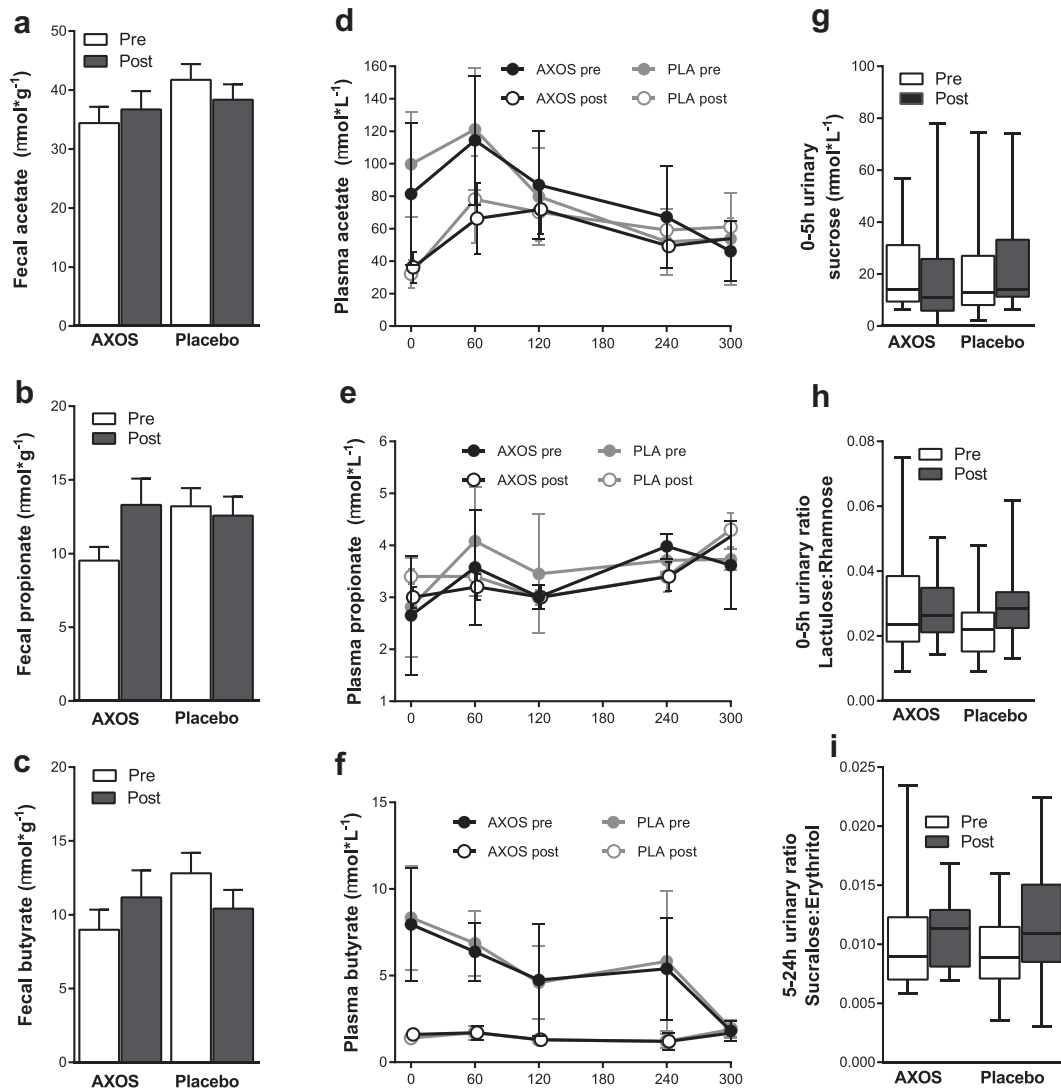 a
Pre
Post
Fecal acetate (mmol*g⁻¹)
50
40
30
20
10
0
AXOS Placebo
d
AXOS pre PLA pre
AXOS post PLA post
Plasma acetate (mmol*L⁻¹)
160
140
120
100
80
60
40
20
0
0 60 120 180 240 300
g
Pre
Post
0-5h urinary
sucrose (mmol*L⁻¹)
100
80
60
40
20
0
AXOS Placebo
b
Pre
Post
Fecal propionate (mmol*g⁻¹)
20
15
10
5
0
AXOS Placebo
e
AXOS pre PLA pre
AXOS post PLA post
Plasma propionate (mmol*L⁻¹)
6
5
4
3
2
1
0 60 120 180 240 300
h
Pre
Post
0-5h urinary ratio
Lactulose:Rhamnose
0.08
0.06
0.04
0.02
0.00
AXOS Placebo
c
Pre
Post
Fecal butyrate (mmol*g⁻¹)
20
15
10
5
0
AXOS Placebo
f
AXOS pre PLA pre
AXOS post PLA post
Plasma butyrate (mmol*L⁻¹)
15
10
5
0
0 60 120 180 240 300
i
Pre
Post
5-24h urinary ratio
Sucralose:Erythritol
0.025
0.020
0.015
0.010
0.005
0.000
AXOS Placebo